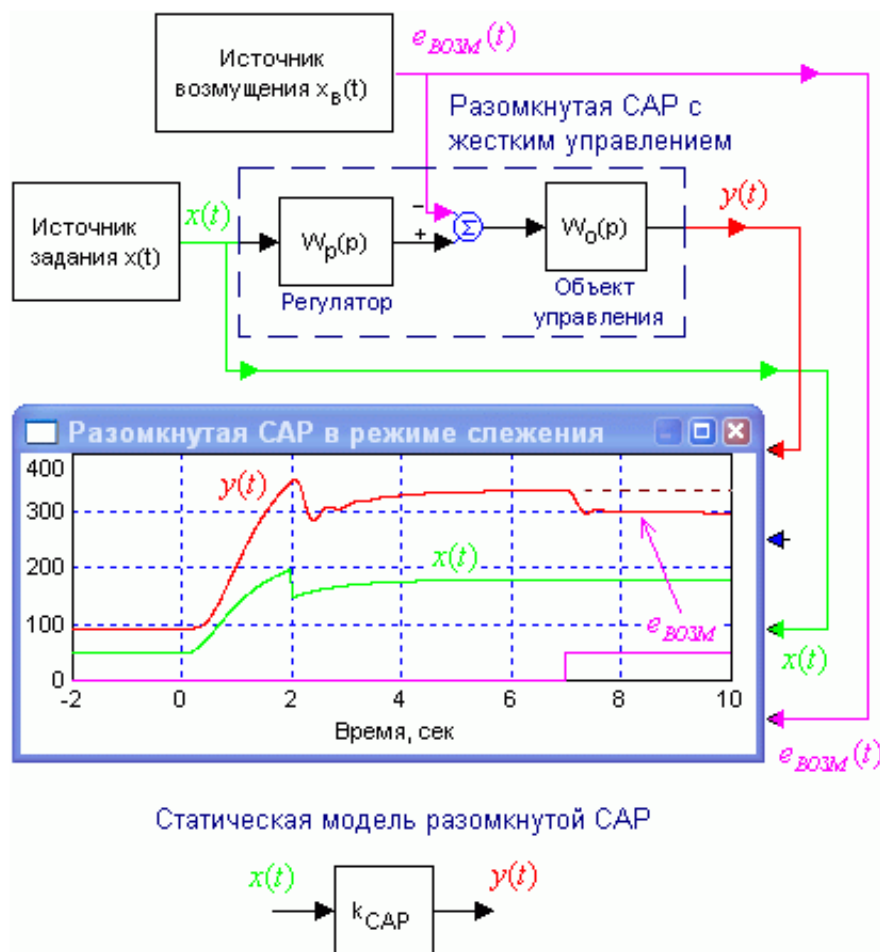 Источник
возмущения x_в(t)
e_ВОЗМ(t)
Разомкнутая САР с
жестким управлением
Источник
задания x(t)
x(t)
W_p(p)
Регулятор
−
+
Σ
W_o(p)
Объект
управления
y(t)
Разомкнутая САР в режиме слежения
400
300
200
100
0
y(t)
x(t)
e_ВОЗМ
-2
0
2
4
6
8
10
Время, сек
x(t)
e_ВОЗМ(t)
Статическая модель разомкнутой САР
x(t)
k_САР
y(t)